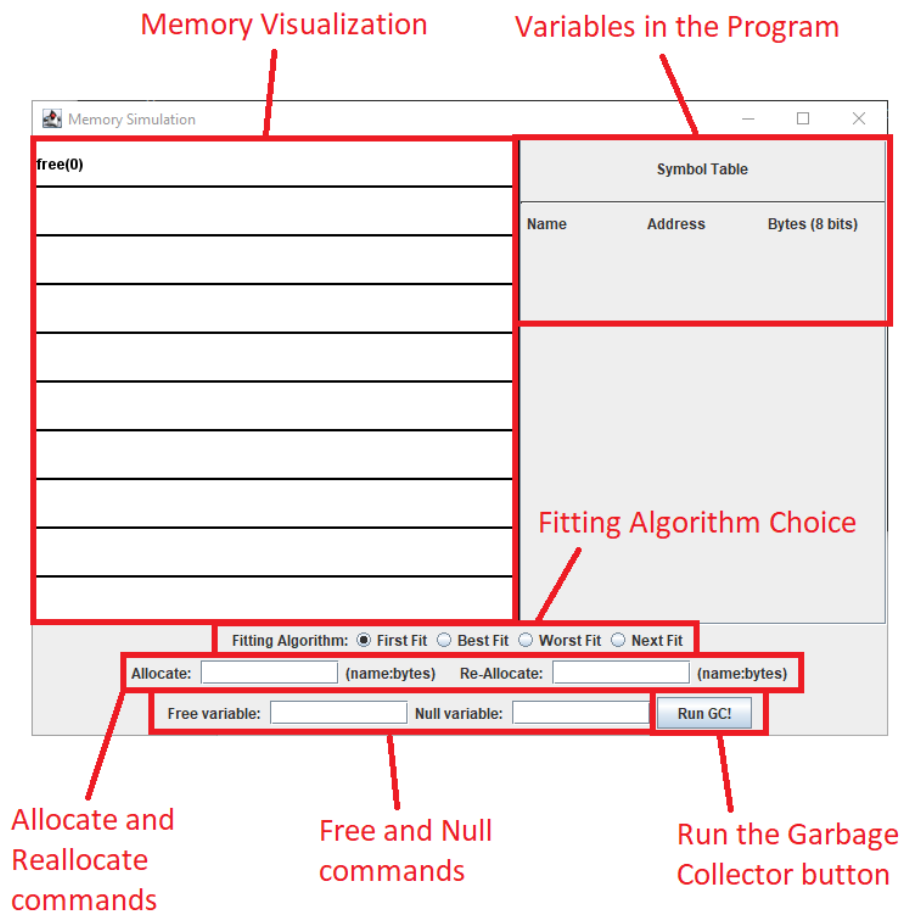 Memory Visualization
Variables in the Program
Memory Simulation
free(0)
Symbol Table
Name Address Bytes (8 bits)
Fitting Algorithm Choice
Fitting Algorithm: First Fit Best Fit Worst Fit Next Fit
Allocate: (name:bytes) Re-Allocate: (name:bytes)
Free variable: Null variable: Run GC!
Allocate and
Reallocate
commands
Free and Null
commands
Run the Garbage
Collector button